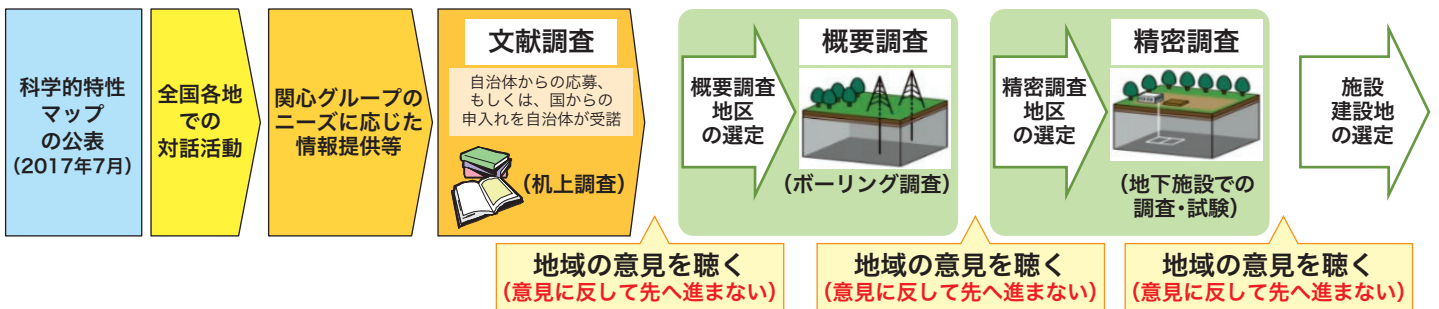 科学的特性
マップ
の公表
(2017年7月)
全国各地
での
対話活動
関心グループの
ニーズに応じた
情報提供等
文献調査
自治体からの応募、
もしくは、国からの
申入れを自治体が受諾
(机上調査)
概要調査
地区
の選定
概要調査
(ボーリング調査)
精密調査
地区
の選定
精密調査
(地下施設での
調査・試験)
施設
建設地
の選定
地域の意見を聴く
(意見に反して先へ進まない)
地域の意見を聴く
(意見に反して先へ進まない)
地域の意見を聴く
(意見に反して先へ進まない)